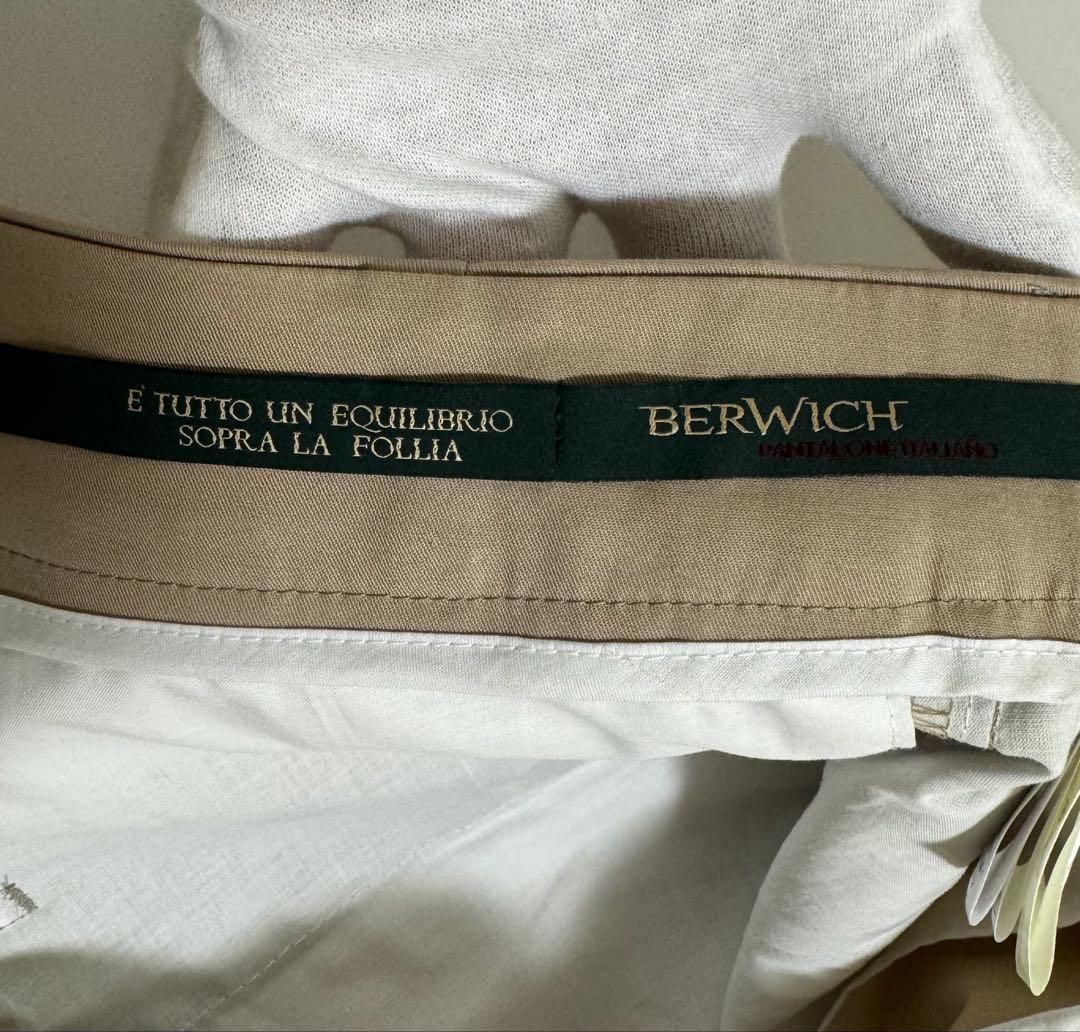 È TUTTO UN EQUILIBRIO
SOPRA LA FOLLIA
BERWICH
PANTALONE ITALIANO